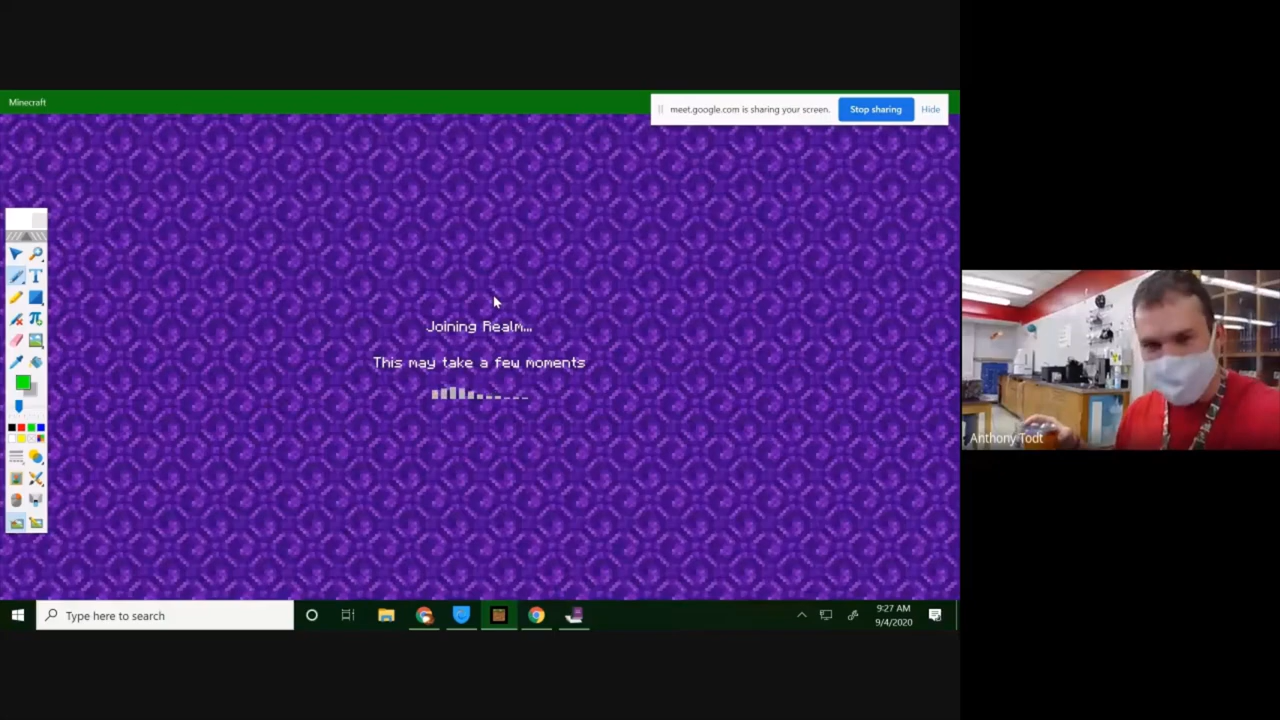 Minecraft
meet.google.com is sharing your screen.
Stop sharing
Hide
Joining Realm...
This may take a few moments
T
π
Anthony Todt
Type here to search
9:27 AM
9/4/2020